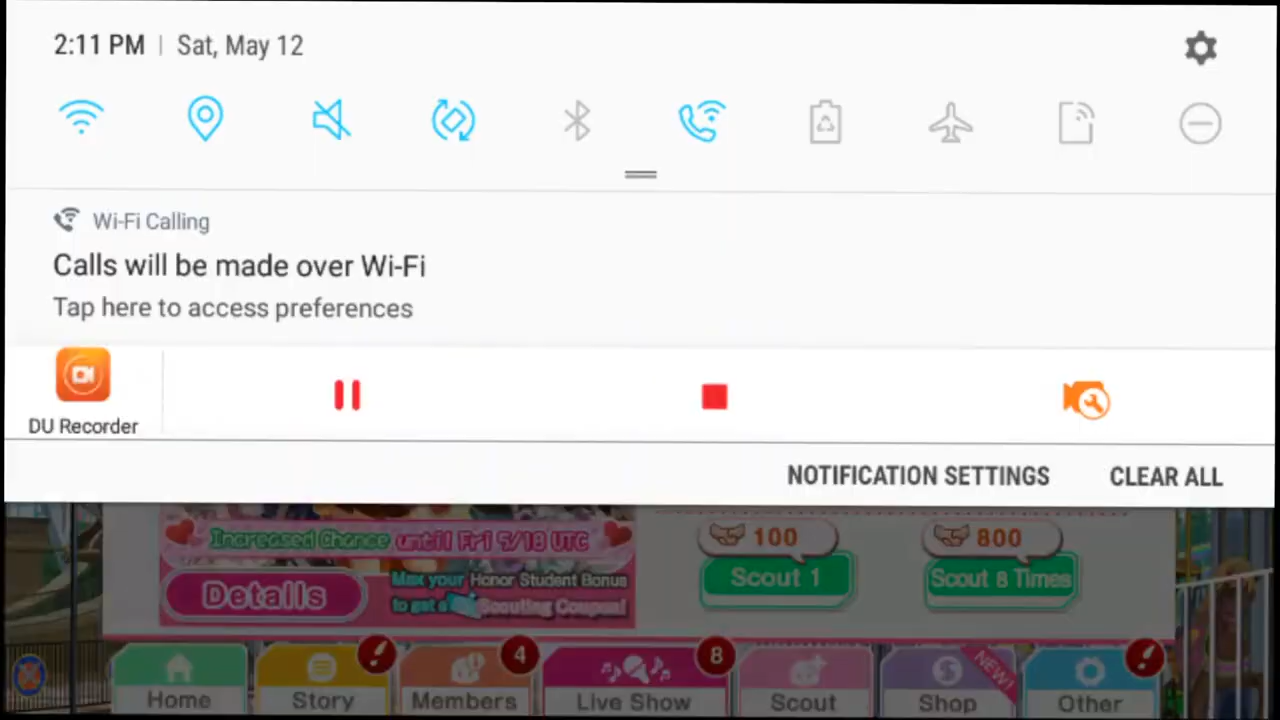 2:11 PM | Sat, May 12
Wi-Fi Calling
Calls will be made over Wi-Fi
Tap here to access preferences
DU Recorder
NOTIFICATION SETTINGS CLEAR ALL
Increased Chance until Fri 5/18 UTC
100 800
Details
Max your Honor Student Bonus
to get a Scouting Coupon!
Scout 1 Scout 8 Times
4 8
NEW!
Home Story Members Live Show Scout Shop Other